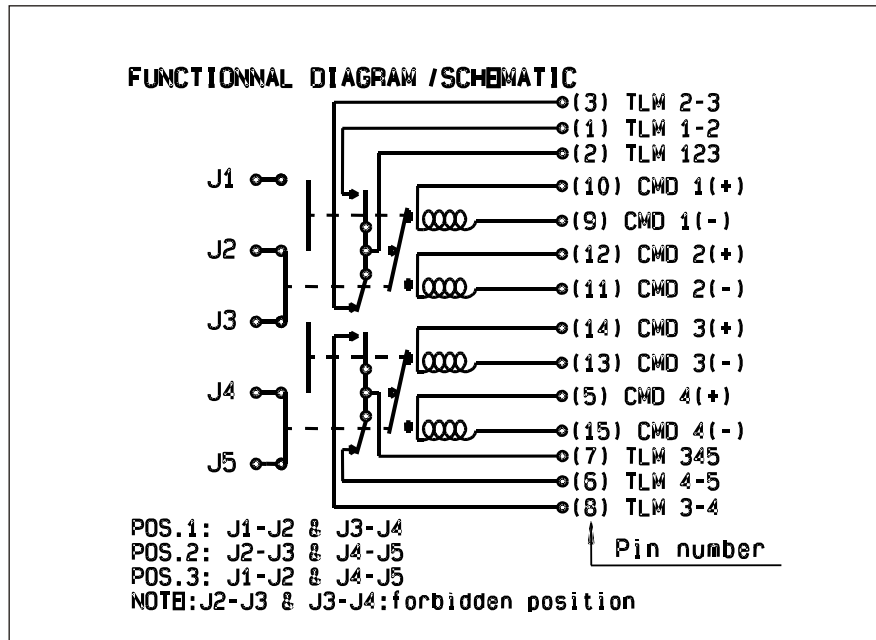 FUNCTIONNAL DIAGRAM /SCHEMATIC
(3) TLM 2-3
(1) TLM 1-2
(2) TLM 123
J1
(10) CMD 1(+)
(9) CMD 1(-)
J2
(12) CMD 2(+)
(11) CMD 2(-)
J3
(14) CMD 3(+)
(13) CMD 3(-)
J4
(5) CMD 4(+)
(15) CMD 4(-)
J5
(7) TLM 345
(6) TLM 4-5
(8) TLM 3-4
POS.1: J1-J2 & J3-J4
POS.2: J2-J3 & J4-J5
POS.3: J1-J2 & J4-J5
NOTE:J2-J3 & J3-J4:forbidden position
Pin number